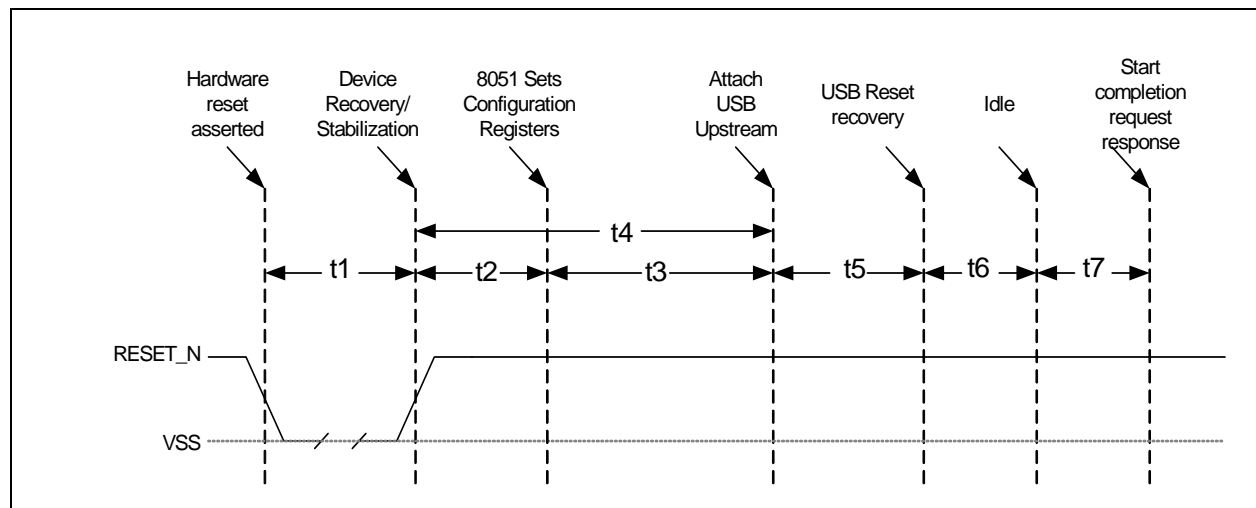 Hardware
reset
asserted
Device
Recovery/
Stabilization
8051 Sets
Configuration
Registers
Attach
USB
Upstream
USB Reset
recovery
Idle
Start
completion
request
response
t4
t1
t2
t3
t5
t6
t7
RESET_N
VSS